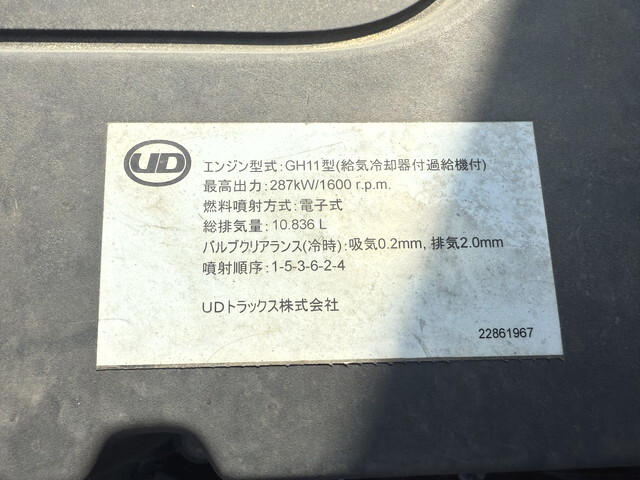 UD
エンジン型式:GH11型(給気冷却器付過給機付)
最高出力:287kW/1600 r.p.m.
燃料噴射方式:電子式
総排気量:10.836 L
バルブクリアランス(冷時):吸気0.2mm, 排気2.0mm
噴射順序:1-5-3-6-2-4
UDトラックス株式会社
22861967